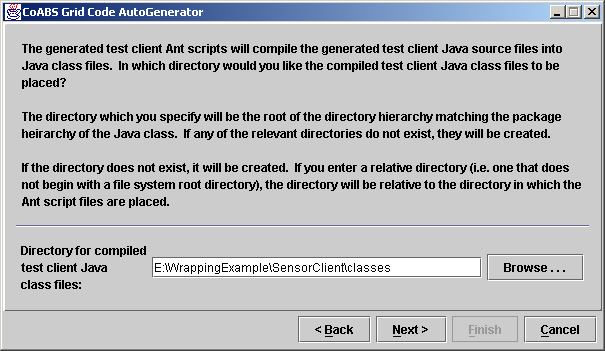 CoABS Grid Code AutoGenerator
The generated test client Ant scripts will compile the generated test client Java source files into
Java class files.  In which directory would you like the compiled test client Java class files to be
placed?
The directory which you specify will be the root of the directory hierarchy matching the package
heirarchy of the Java class.  If any of the relevant directories do not exist, they will be created.
If the directory does not exist, it will be created.  If you enter a relative directory (i.e. one that does
not begin with a file system root directory), the directory will be relative to the directory in which the
Ant script files are placed.
Directory for compiled
test client Java
class files:
E:\WrappingExample\SensorClient\classes
Browse . . .
< Back
Next >
Finish
Cancel